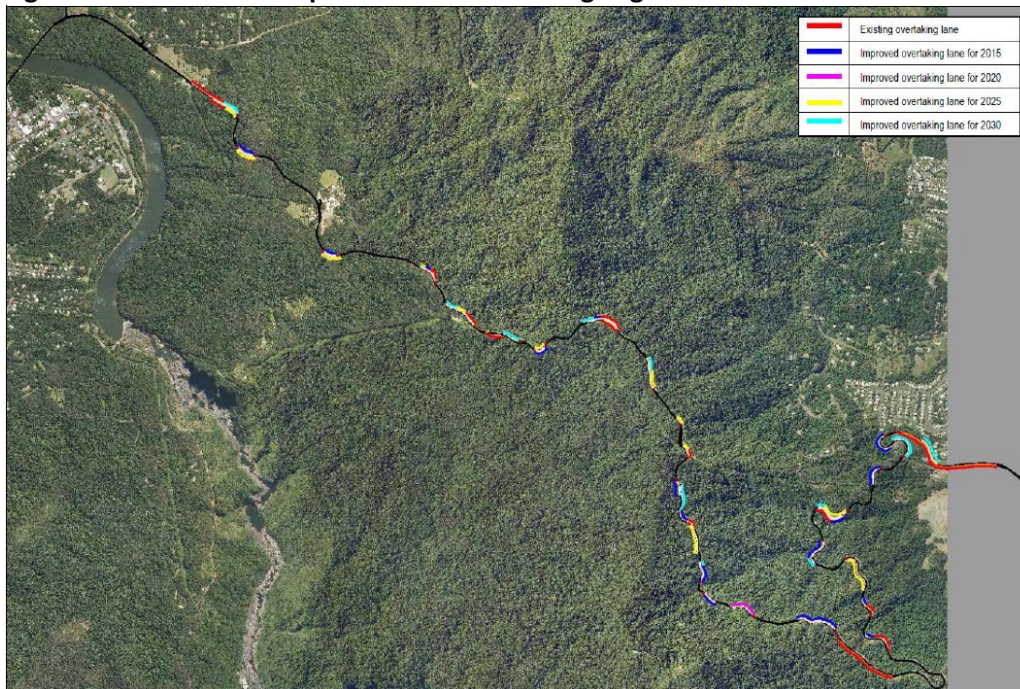 Existing overtaking lane
Improved overtaking lane for 2015
Improved overtaking lane for 2020
Improved overtaking lane for 2025
Improved overtaking lane for 2030